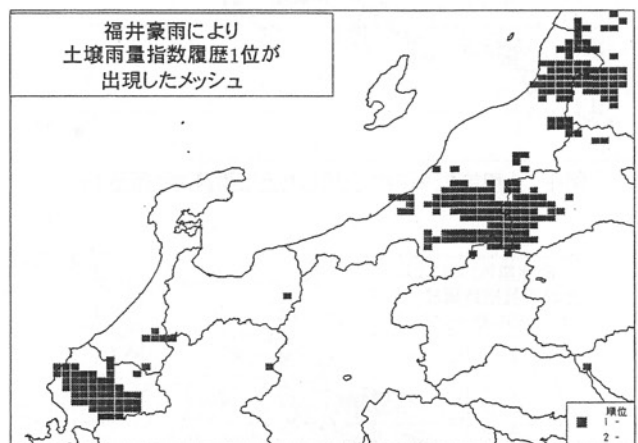 福井豪雨により
土壌雨量指数履歴1位が
出現したメッシュ
順位
1 -
2 -